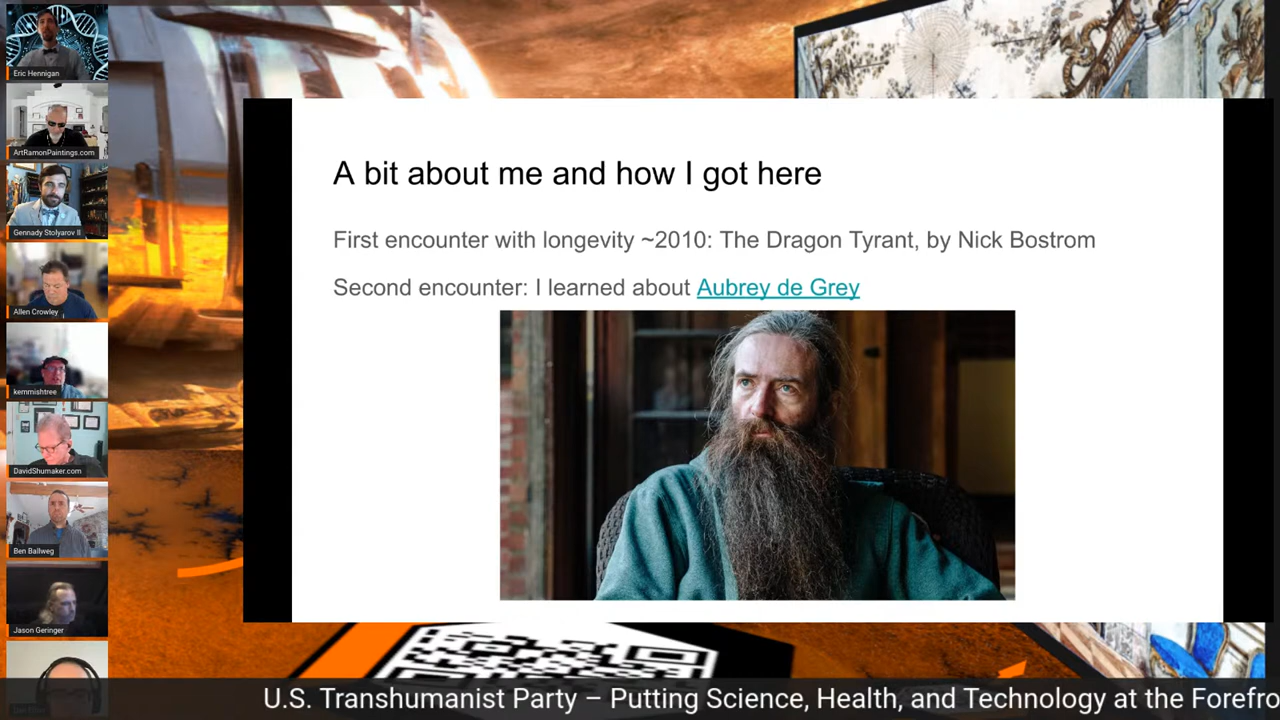 Eric Hennigan
ArtRamonPaintings.com
Gennady Stolyarov II
Allen Crowley
kemmishtree
DavidShumaker.com
Ben Ballweg
Jason Geringer
A bit about me and how I got here
First encounter with longevity ~2010: The Dragon Tyrant, by Nick Bostrom
Second encounter: I learned about Aubrey de Grey
U.S. Transhumanist Party – Putting Science, Health, and Technology at the Forefro